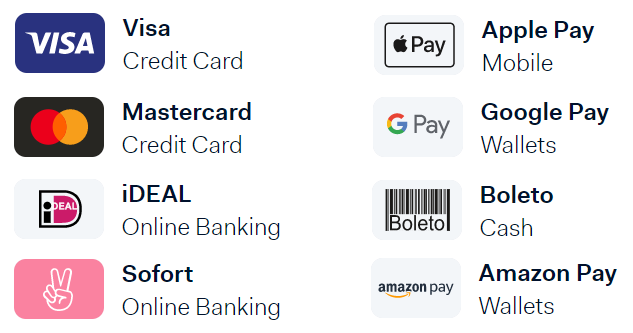 VISA
Visa
Credit Card
Mastercard
Credit Card
iDEAL
iDEAL
Online Banking
Sofort
Online Banking
Pay
Apple Pay
Mobile
G Pay
Google Pay
Wallets
Boleto
Boleto
Cash
amazon pay
Amazon Pay
Wallets